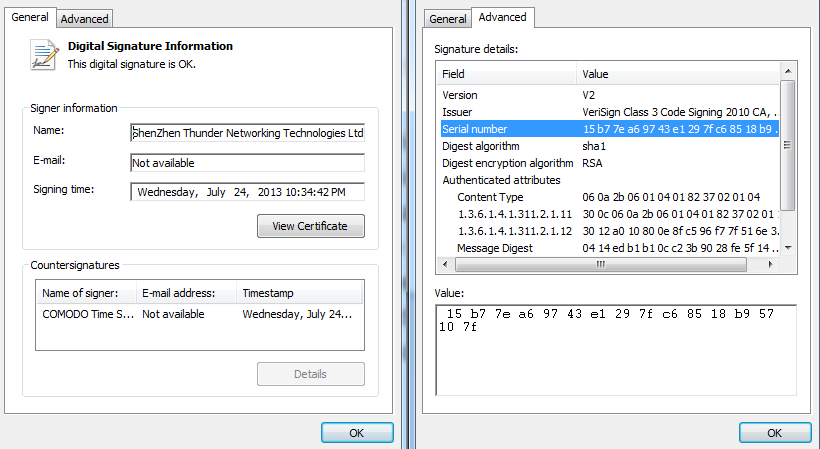 General
Advanced
Digital Signature Information
This digital signature is OK.
Signer information
Name:
ShenZhen Thunder Networking Technologies Ltd.
E-mail:
Not available
Signing time:
Wednesday, July 24, 2013 10:34:42 PM
View Certificate
Countersignatures
Name of signer: E-mail address: Timestamp
COMODO Time S... Not available Wednesday, July 24...
Details
OK
General
Advanced
Signature details:
Field Value
Version V2
Issuer VeriSign Class 3 Code Signing 2010 CA, ...
Serial number 15 b7 7e a6 97 43 e1 29 7f c6 85 18 b9 ...
Digest algorithm sha1
Digest encryption algorithm RSA
Authenticated attributes
Content Type 06 0a 2b 06 01 04 01 82 37 02 01 04
1.3.6.1.4.1.311.2.1.11 30 0c 06 0a 2b 06 01 04 01 82 37 02 01
1.3.6.1.4.1.311.2.1.12 30 12 a0 10 80 0e 8f c5 96 f7 7f 51 6e 3...
Message Digest 04 14 ed b1 b1 0c c2 3b 90 28 fe 5f 14 ...
Value:
15 b7 7e a6 97 43 e1 29 7f c6 85 18 b9 57
10 7f
OK